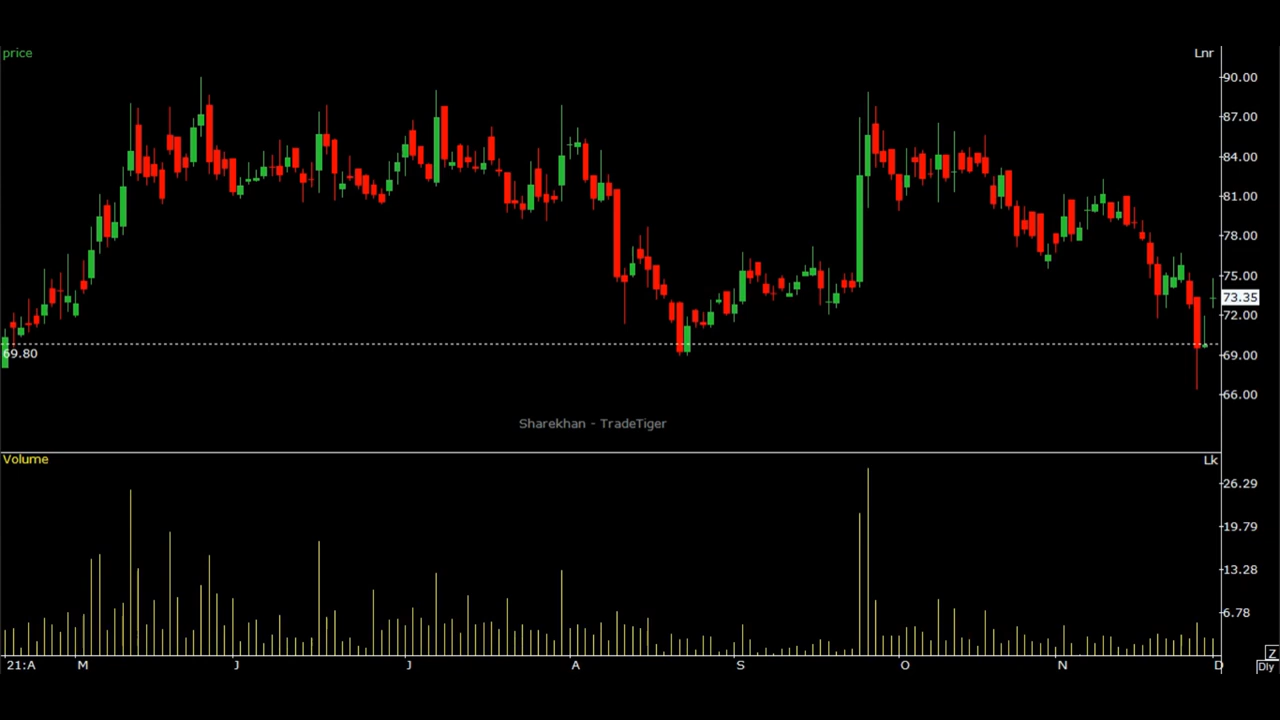 price
Lnr
90.00
87.00
84.00
81.00
78.00
75.00
73.35
72.00
69.80
69.00
66.00
Sharekhan - TradeTiger
Volume
Lk
26.29
19.79
13.28
6.78
21:A M J J A S O N D
Z
Dly